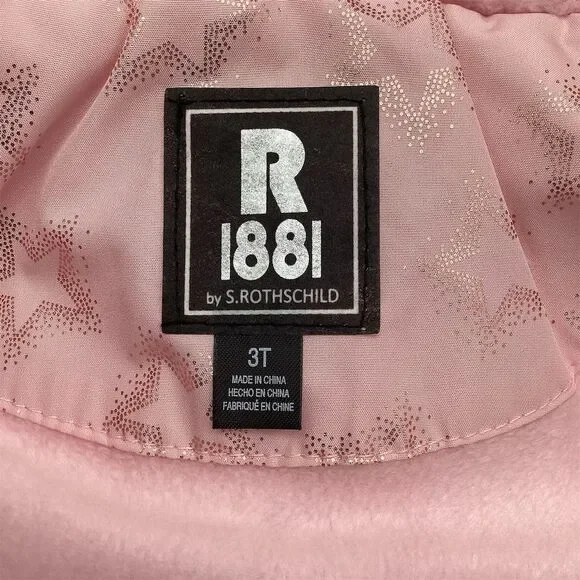 R
1881
by S.ROTHSCHILD
3T
MADE IN CHINA
HECHO EN CHINA
FABRIQUÉ EN CHINE